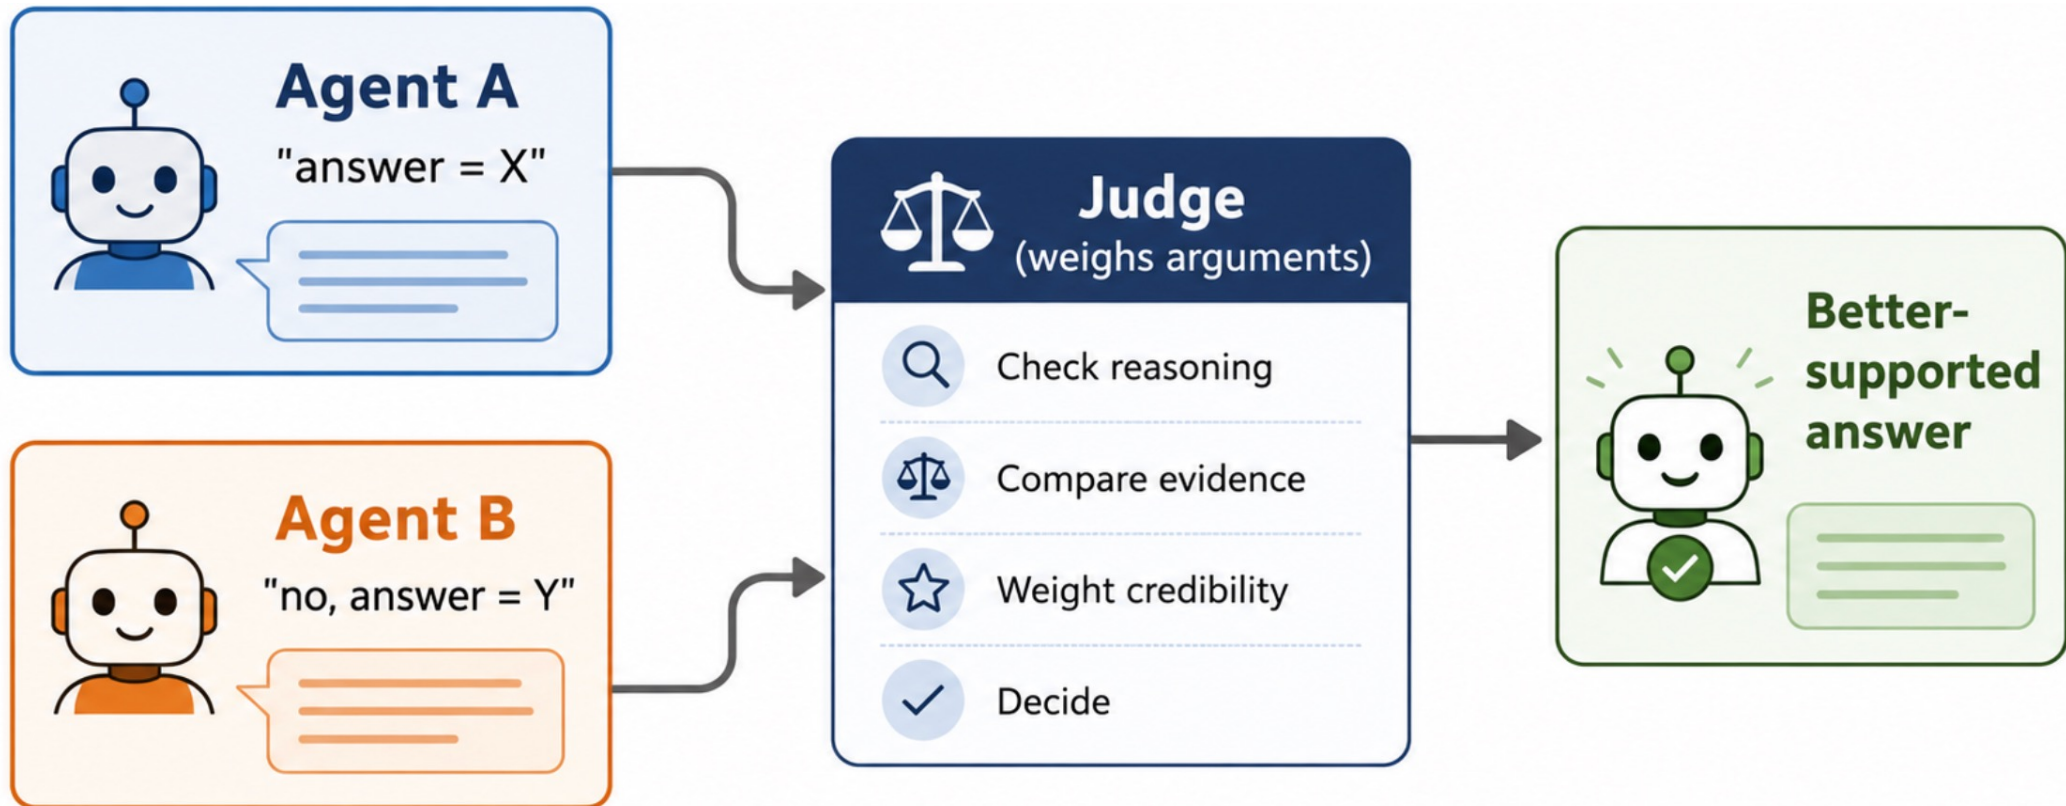 Agent A
"answer = X"
Agent B
"no, answer = Y"
Judge
(weighs arguments)
Check reasoning
Compare evidence
Weight credibility
Decide
Better-
supported
answer